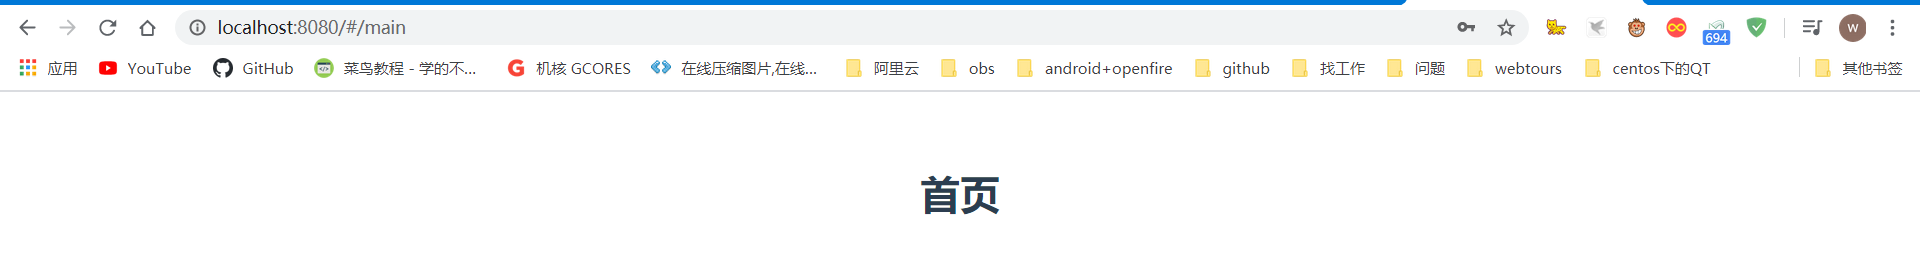 localhost:8080/#/main
694
w
应用 YouTube GitHub 菜鸟教程 - 学的不... 机核 GCORES 在线压缩图片,在线... 阿里云 obs android+openfire github 找工作 问题 webtours centos下的QT 其他书签
首页